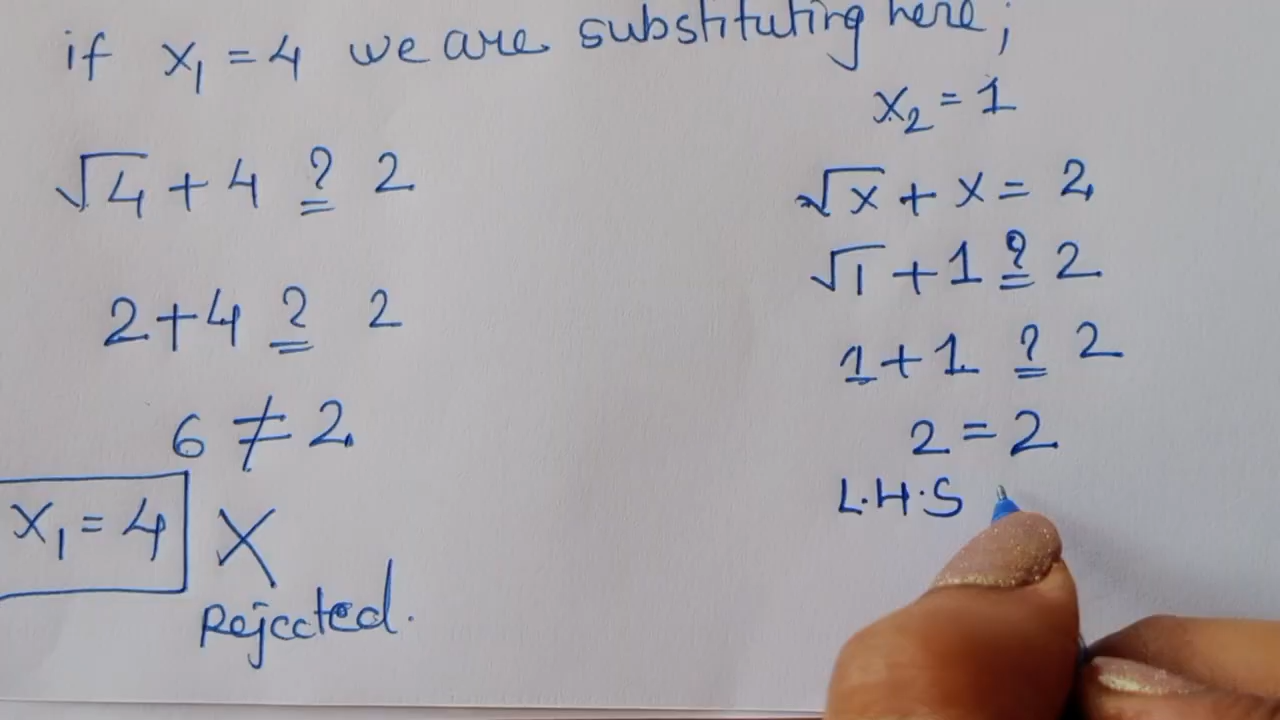 if x₁ = 4 we are substituting here;
√4 + 4 ≟ 2
2+4 ≟ 2
6 ≠ 2
x₁ = 4 X
Rejected.
x₂ = 1
√x + x = 2
√1 + 1 ≟ 2
1 + 1 ≟ 2
2 = 2
L.H.S